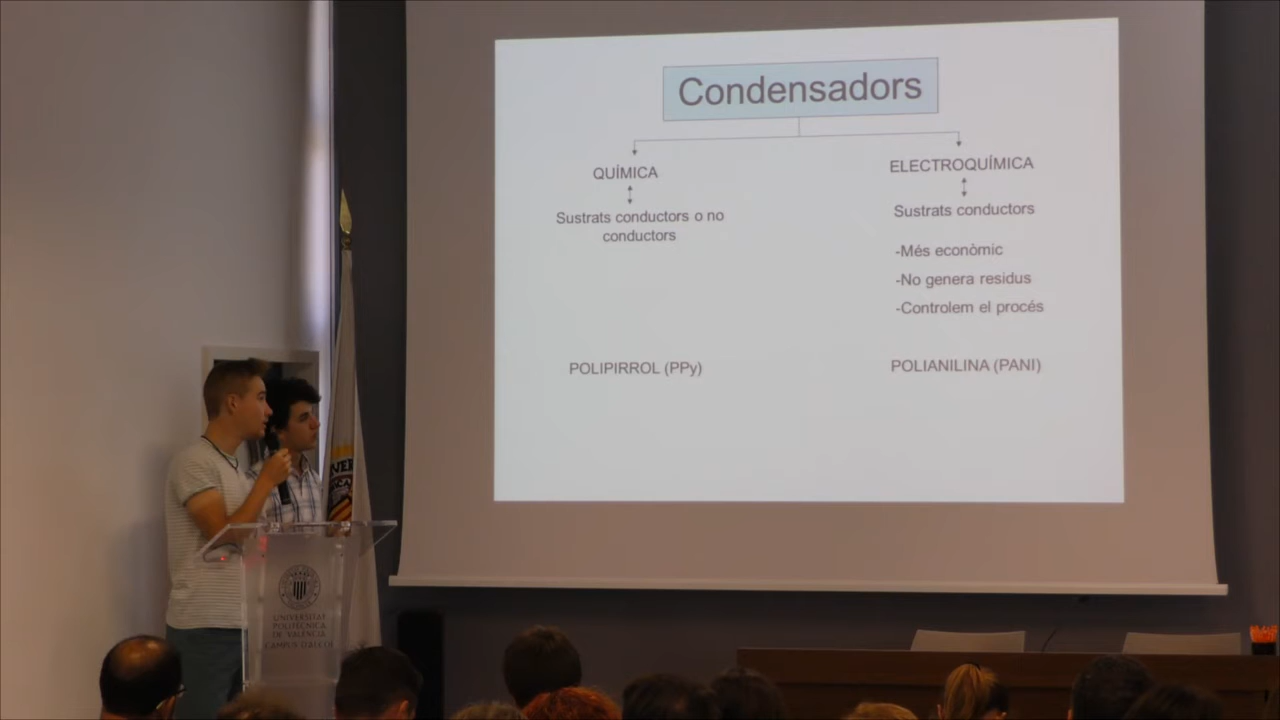 Condensadors
QUÍMICA
Sustrats conductors o no
conductors
POLIPIRROL (PPy)
ELECTROQUÍMICA
Sustrats conductors
-Més econòmic
-No genera residus
-Controlem el procés
POLIANILINA (PANI)
UNIVERSITAT
POLITÈCNICA
DE VALÈNCIA
CAMPUS D'ALCOI